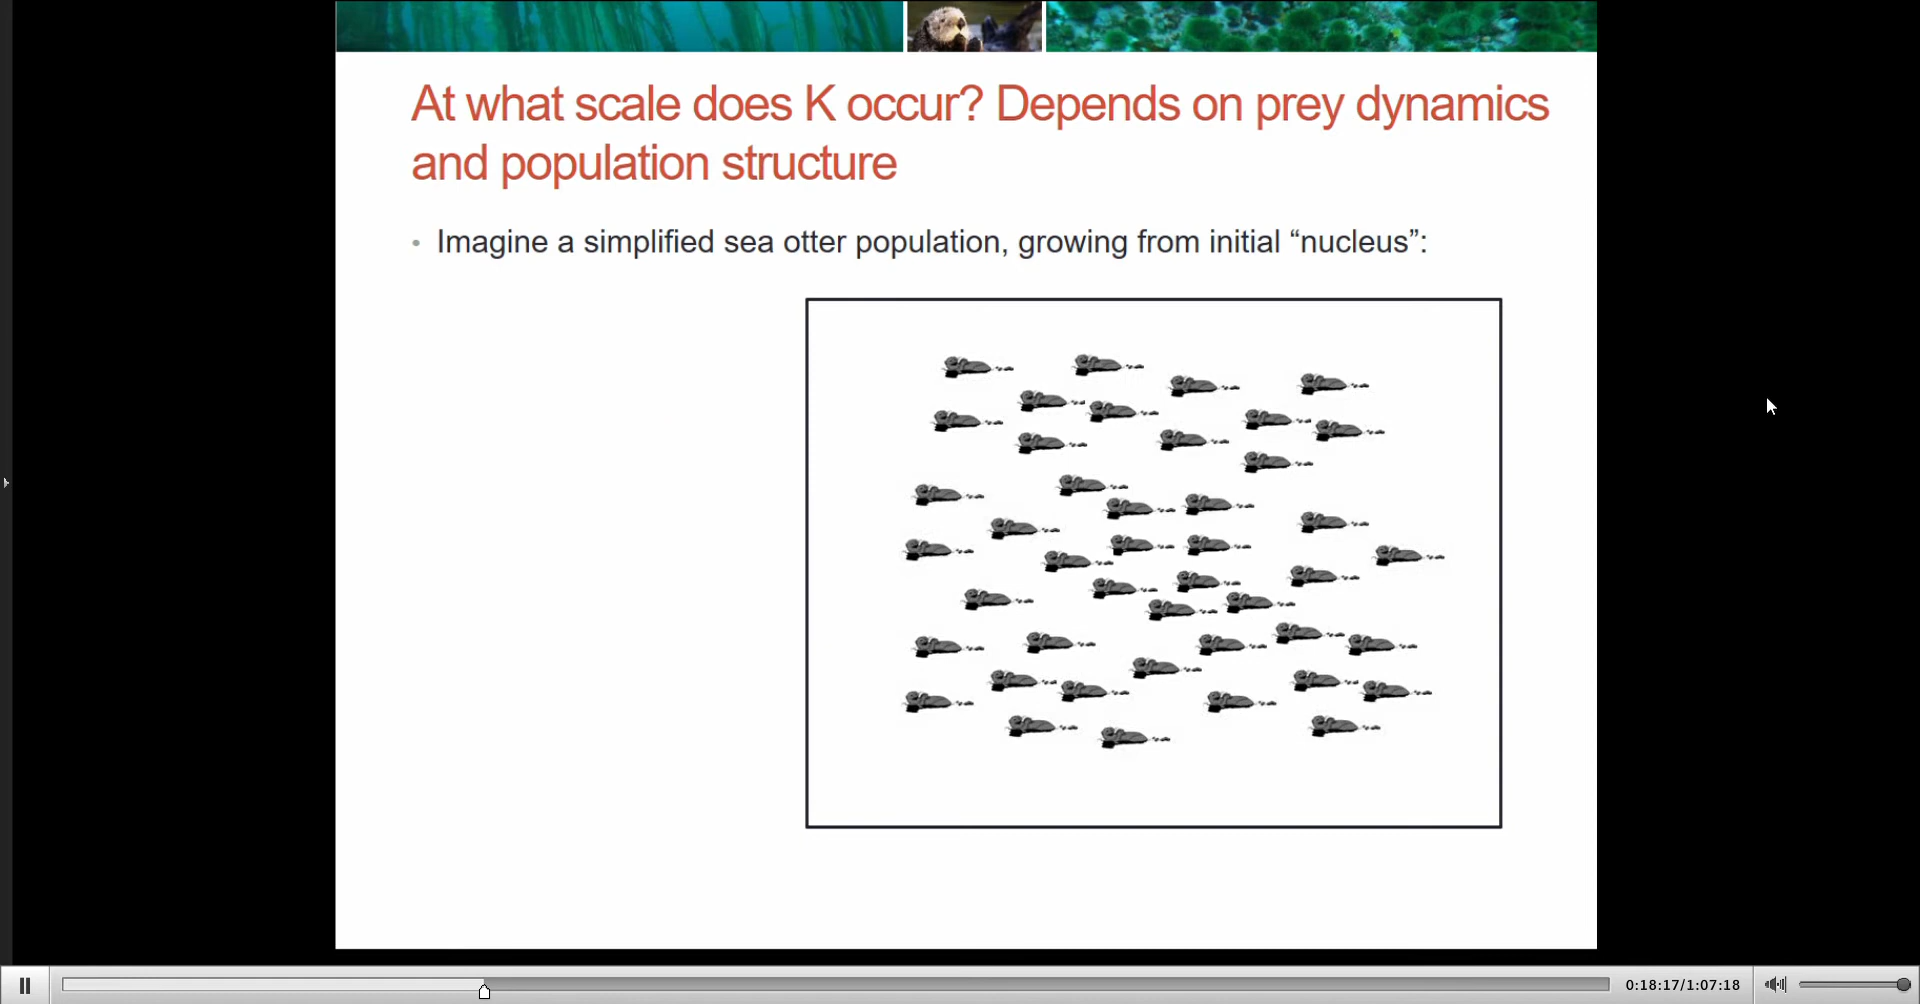 At what scale does K occur? Depends on prey dynamics
and population structure
• Imagine a simplified sea otter population, growing from initial “nucleus”:
0:18:17/1:07:18